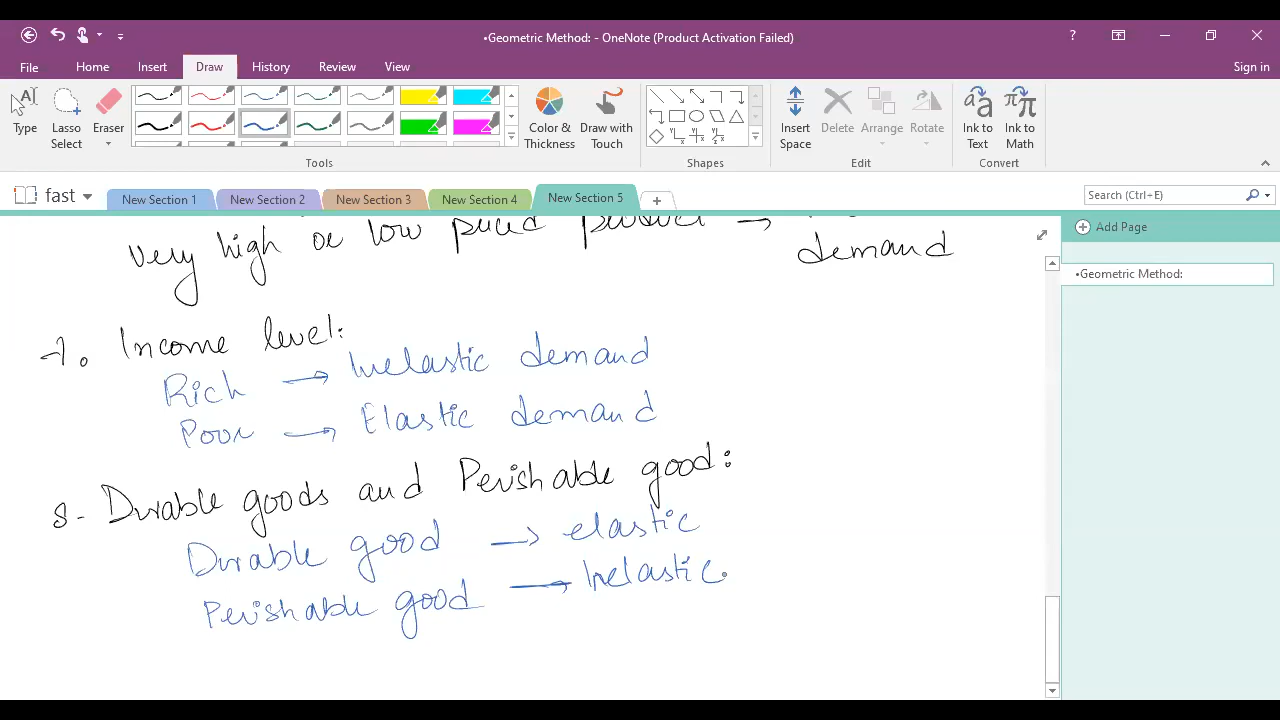 •Geometric Method: - OneNote (Product Activation Failed)
?
File Home Insert Draw History Review View Sign in
Type
Lasso Select
Eraser
Color & Thickness
Draw with Touch
Insert Space
Delete
Arrange
Rotate
Ink to Text
Ink to Math
Tools Shapes Edit Convert
fast New Section 1 New Section 2 New Section 3 New Section 4 New Section 5 Search (Ctrl+E)
Add Page
•Geometric Method:
very high or low priced product →
demand
7. Income level:
Rich → Inelastic demand
Poor → Elastic demand
8- Durable goods and Perishable good:
Durable good → elastic
Perishable good → Inelastic